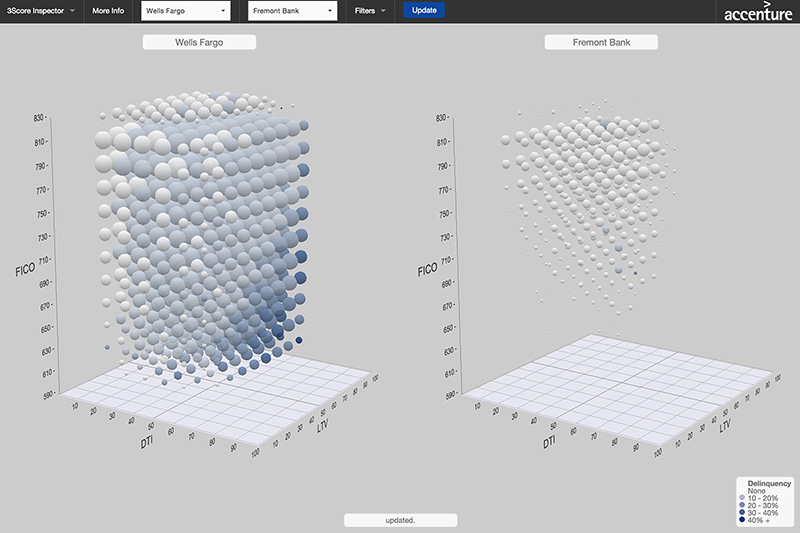 3Score Inspector More Info Wells Fargo Fremont Bank Filters Update >
accenture
Wells Fargo
Fremont Bank
830
810
790
770
750
730
710
690
670
650
630
610
590
FICO
10 20 30 40 50 60 70 80 90 100
DTI
10 20 30 40 50 60 70 80 90 100
LTV
830
810
790
770
750
730
710
690
670
650
630
610
590
FICO
10 20 30 40 50 60 70 80 90 100
DTI
10 20 30 40 50 60 70 80 90 100
LTV
Delinquency
None
10 - 20%
20 - 30%
30 - 40%
40% +
updated.